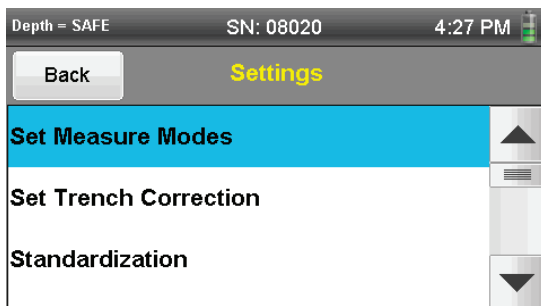 Depth = SAFE SN: 08020 4:27 PM
Back Settings
Set Measure Modes
Set Trench Correction
Standardization